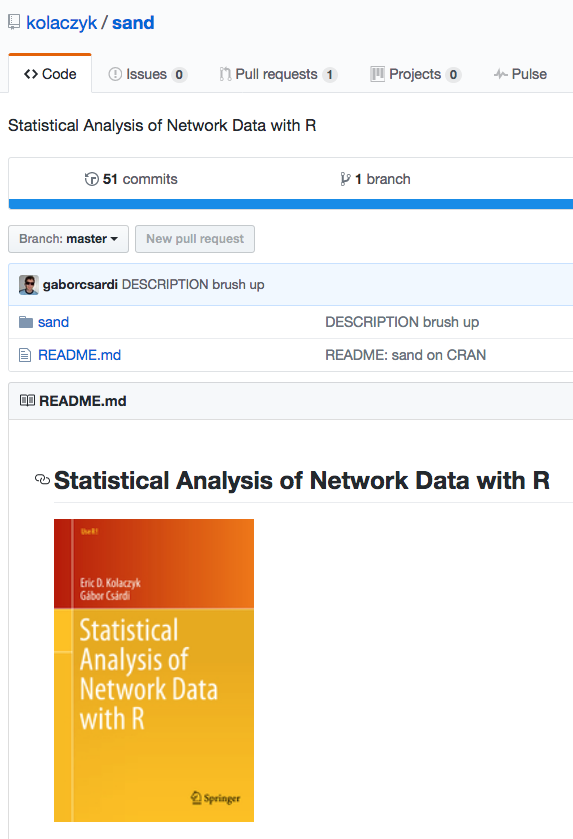 kolaczyk / sand
Code Issues 0 Pull requests 1 Projects 0 Pulse
Statistical Analysis of Network Data with R
51 commits 1 branch
Branch: master New pull request
gaborcsardi DESCRIPTION brush up
sand DESCRIPTION brush up
README.md README: sand on CRAN
README.md
Statistical Analysis of Network Data with R
Use R!
Eric D. Kolaczyk
Gábor Csárdi
Statistical
Analysis of
Network Data
with R
Springer